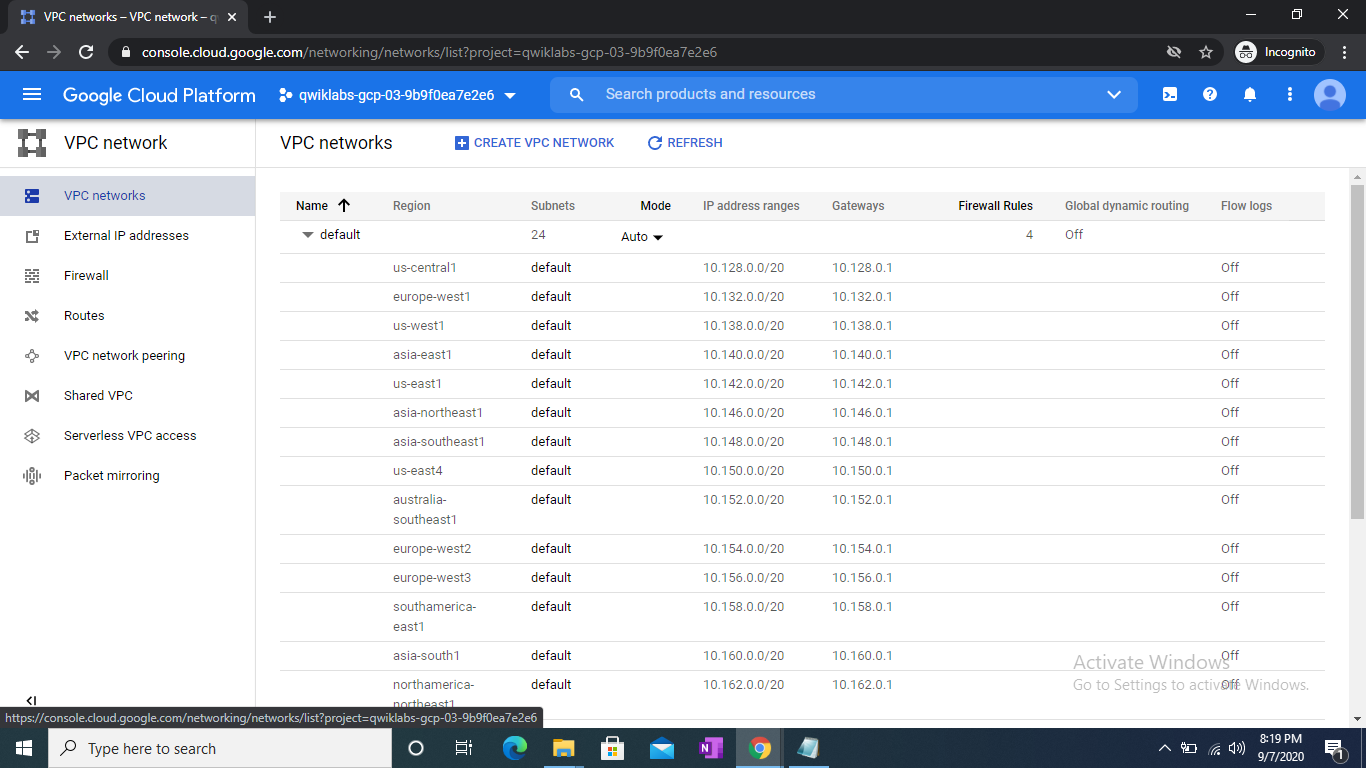 VPC networks – VPC network – q
console.cloud.google.com/networking/networks/list?project=qwiklabs-gcp-03-9b9f0ea7e2e6
Incognito
Google Cloud Platform
qwiklabs-gcp-03-9b9f0ea7e2e6
Search products and resources
VPC network
VPC networks
CREATE VPC NETWORK
REFRESH
VPC networks
External IP addresses
Firewall
Routes
VPC network peering
Shared VPC
Serverless VPC access
Packet mirroring
Name Region Subnets Mode IP address ranges Gateways Firewall Rules Global dynamic routing Flow logs
default 24 Auto 4 Off
us-central1 default 10.128.0.0/20 10.128.0.1 Off
europe-west1 default 10.132.0.0/20 10.132.0.1 Off
us-west1 default 10.138.0.0/20 10.138.0.1 Off
asia-east1 default 10.140.0.0/20 10.140.0.1 Off
us-east1 default 10.142.0.0/20 10.142.0.1 Off
asia-northeast1 default 10.146.0.0/20 10.146.0.1 Off
asia-southeast1 default 10.148.0.0/20 10.148.0.1 Off
us-east4 default 10.150.0.0/20 10.150.0.1 Off
australia- default 10.152.0.0/20 10.152.0.1 Off
southeast1
europe-west2 default 10.154.0.0/20 10.154.0.1 Off
europe-west3 default 10.156.0.0/20 10.156.0.1 Off
southamerica- default 10.158.0.0/20 10.158.0.1 Off
east1
asia-south1 default 10.160.0.0/20 10.160.0.1 Off
northamerica- default 10.162.0.0/20 10.162.0.1 Off
northeast1
Activate Windows
Go to Settings to activate Windows.
https://console.cloud.google.com/networking/networks/list?project=qwiklabs-gcp-03-9b9f0ea7e2e6
Type here to search
N
8:19 PM
9/7/2020
1